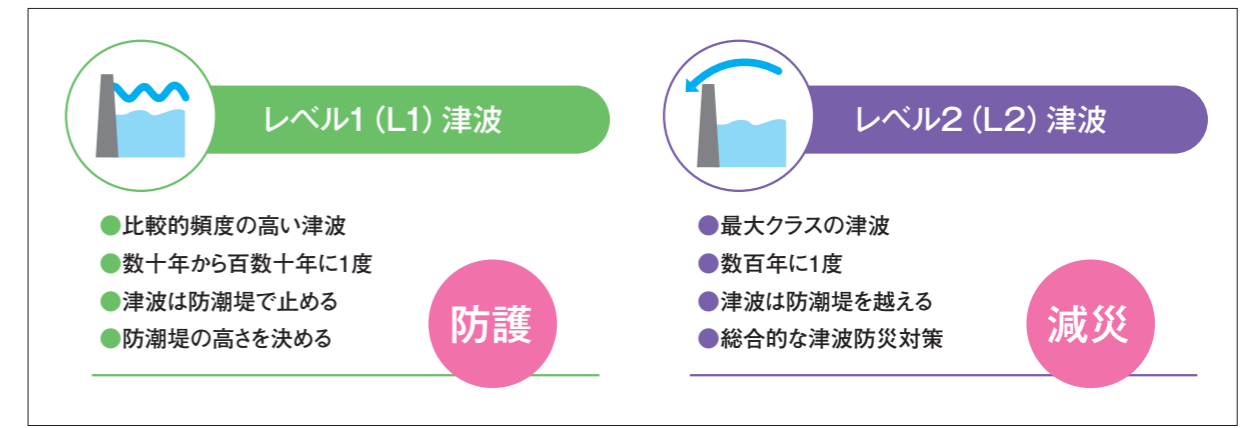 レベル1（L1）津波
●比較的頻度の高い津波
●数十年から百数十年に1度
●津波は防潮堤で止める
●防潮堤の高さを決める
防護
レベル2（L2）津波
●最大クラスの津波
●数百年に1度
●津波は防潮堤を越える
●総合的な津波防災対策
減災